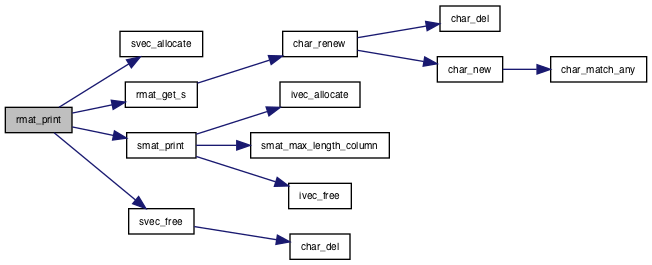 char_del
svec_allocate
char_renew
char_new
char_match_any
rmat_get_s
ivec_allocate
rmat_print
smat_print
smat_max_length_column
ivec_free
svec_free
char_del